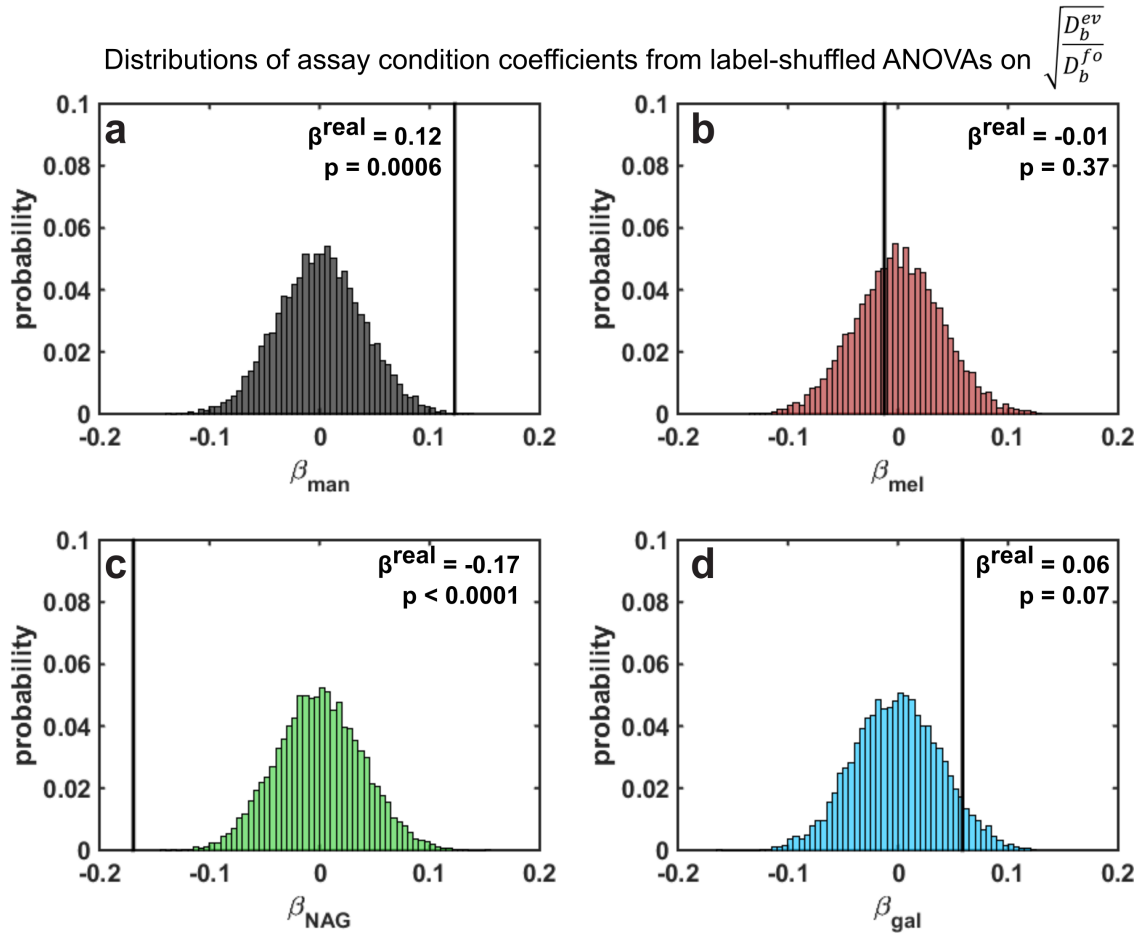 Distributions of assay condition coefficients from label-shuffled ANOVAs on √(D_b^ev / D_b^fo)
a
β^real = 0.12
p = 0.0006
probability
0.1
0.08
0.06
0.04
0.02
0
-0.2 -0.1 0 0.1 0.2
β_man
b
β^real = -0.01
p = 0.37
probability
0.1
0.08
0.06
0.04
0.02
0
-0.2 -0.1 0 0.1 0.2
β_mel
c
β^real = -0.17
p < 0.0001
probability
0.1
0.08
0.06
0.04
0.02
0
-0.2 -0.1 0 0.1 0.2
β_NAG
d
β^real = 0.06
p = 0.07
probability
0.1
0.08
0.06
0.04
0.02
0
-0.2 -0.1 0 0.1 0.2
β_gal